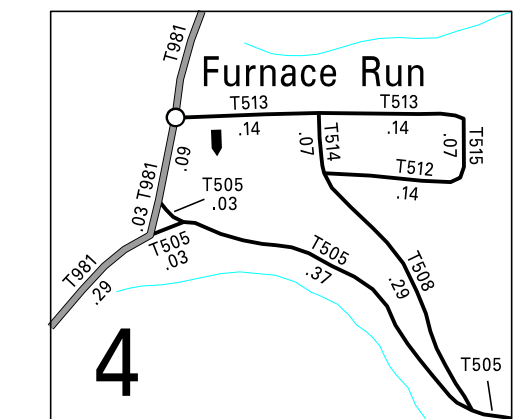 T981
Furnace Run
T513
.14
T513
.14
T514
.07
T515
.07
T512
.14
.09
T981
.03
T505
.03
T505
.03
T505
.37
T508
.29
T981
.29
T505
4